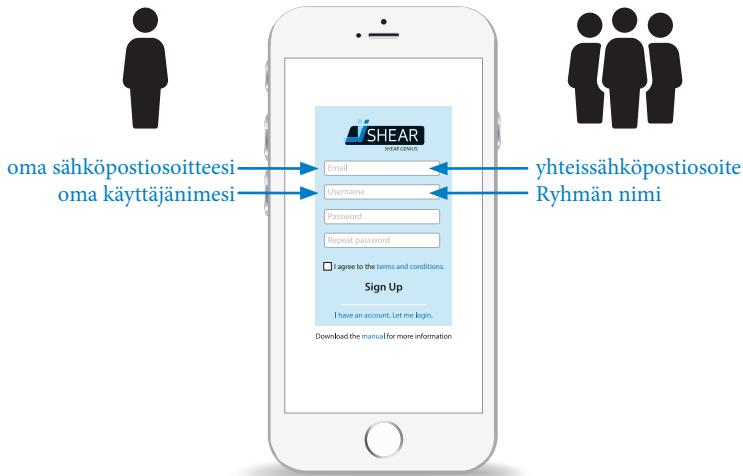 iSHEAR
SHEAR GENIUS.
oma sähköpostiosoitteesi
Email
yhteissähköpostiosoite
oma käyttäjänimesi
Username
Ryhmän nimi
Password
Repeat password
I agree to the terms and conditions.
Sign Up
I have an account. Let me login.
Download the manual for more information